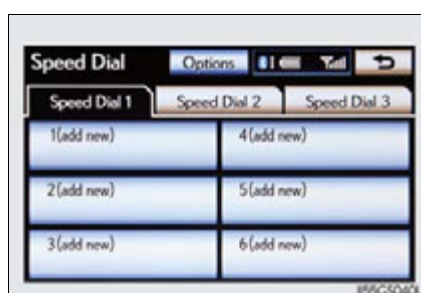 Speed Dial Options
Speed Dial 1 Speed Dial 2 Speed Dial 3
1(add new) 4(add new)
2(add new) 5(add new)
3(add new) 6(add new)